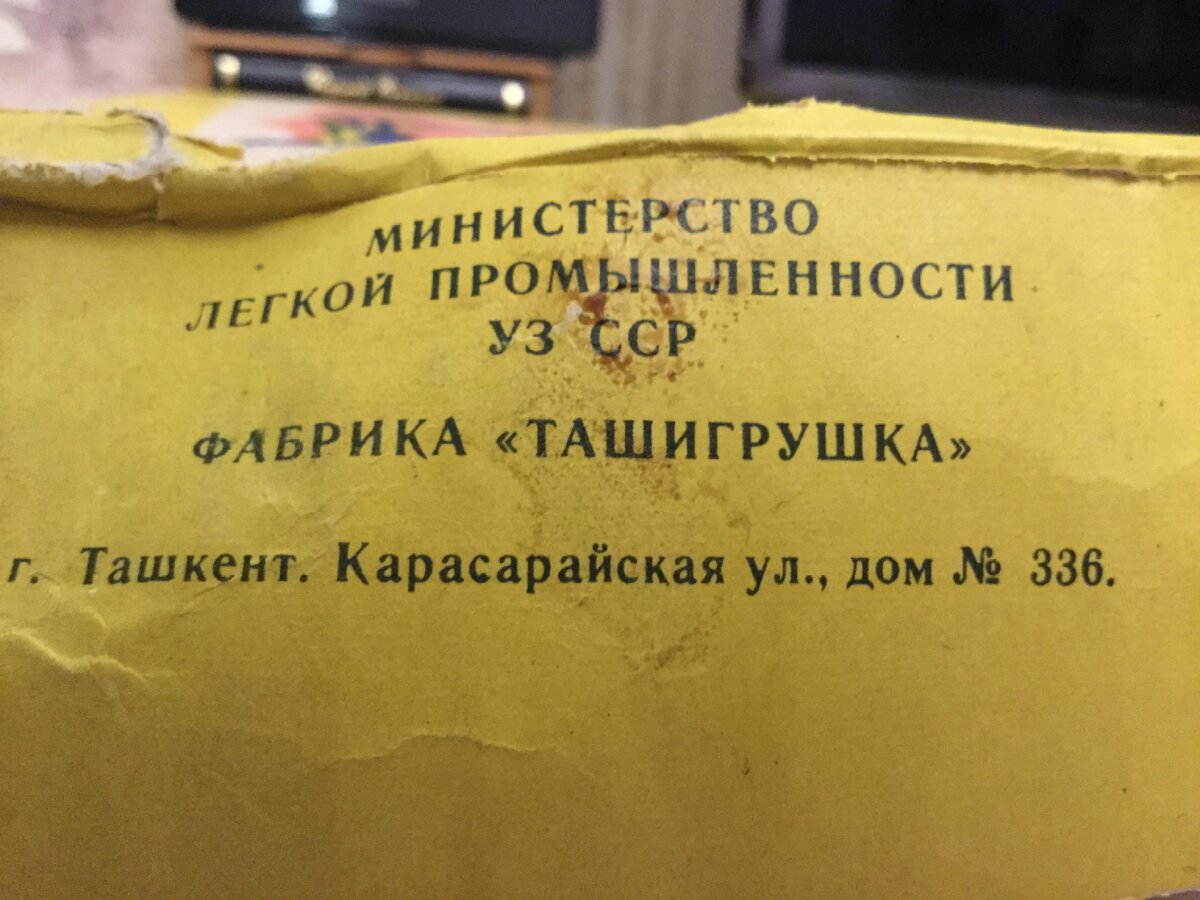 МИНИСТЕРСТВО
ЛЕГКОЙ ПРОМЫШЛЕННОСТИ
УЗ ССР
ФАБРИКА «ТАШИГРУШКА»
г. Ташкент. Карасарайская ул., дом № 336.